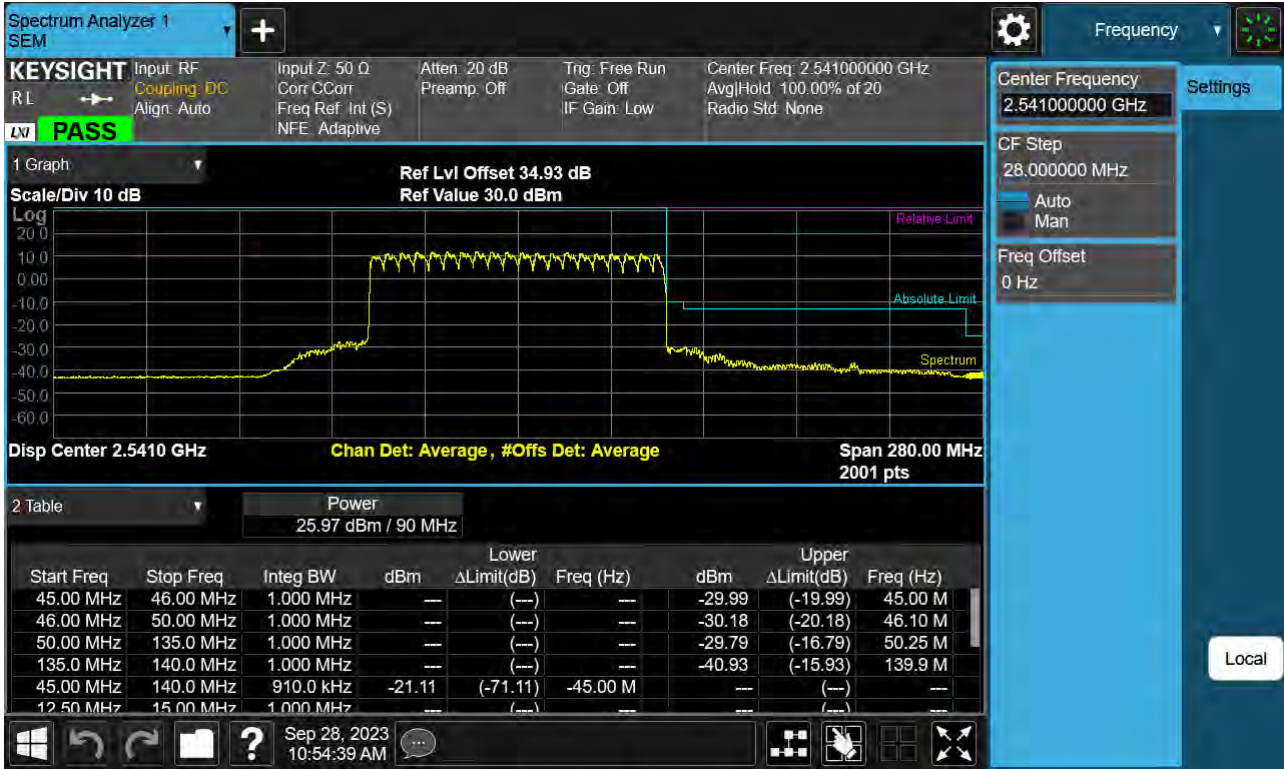 Spectrum Analyzer 1
SEM
+
Frequency
KEYSIGHT
RL
LXI PASS
Input: RF
Coupling: DC
Align: Auto
Input Z: 50 Ω
Corr CCorr
Freq Ref: Int (S)
NFE: Adaptive
Atten: 20 dB
Preamp: Off
Trig: Free Run
Gate: Off
IF Gain: Low
Center Freq: 2.541000000 GHz
Avg|Hold: 100.00% of 20
Radio Std: None
Center Frequency
2.541000000 GHz
Settings
CF Step
28.000000 MHz
Auto
Man
Freq Offset
0 Hz
Local
1 Graph
Scale/Div 10 dB
Ref Lvl Offset 34.93 dB
Ref Value 30.0 dBm
Log
20.0
10.0
0.00
-10.0
-20.0
-30.0
-40.0
-50.0
-60.0
Relative Limit
Absolute Limit
Spectrum
Disp Center 2.5410 GHz
Chan Det: Average , #Offs Det: Average
Span 280.00 MHz
2001 pts
2 Table
Power
25.97 dBm / 90 MHz
Lower Upper
Start Freq Stop Freq Integ BW dBm ΔLimit(dB) Freq (Hz) dBm ΔLimit(dB) Freq (Hz)
45.00 MHz 46.00 MHz 1.000 MHz --- (---) --- -29.99 (-19.99) 45.00 M
46.00 MHz 50.00 MHz 1.000 MHz --- (---) --- -30.18 (-20.18) 46.10 M
50.00 MHz 135.0 MHz 1.000 MHz --- (---) --- -29.79 (-16.79) 50.25 M
135.0 MHz 140.0 MHz 1.000 MHz --- (---) --- -40.93 (-15.93) 139.9 M
45.00 MHz 140.0 MHz 910.0 kHz -21.11 (-71.11) -45.00 M --- (---) ---
12.50 MHz 15.00 MHz 1.000 MHz --- (---) --- --- (---) ---
?
Sep 28, 2023
10:54:39 AM